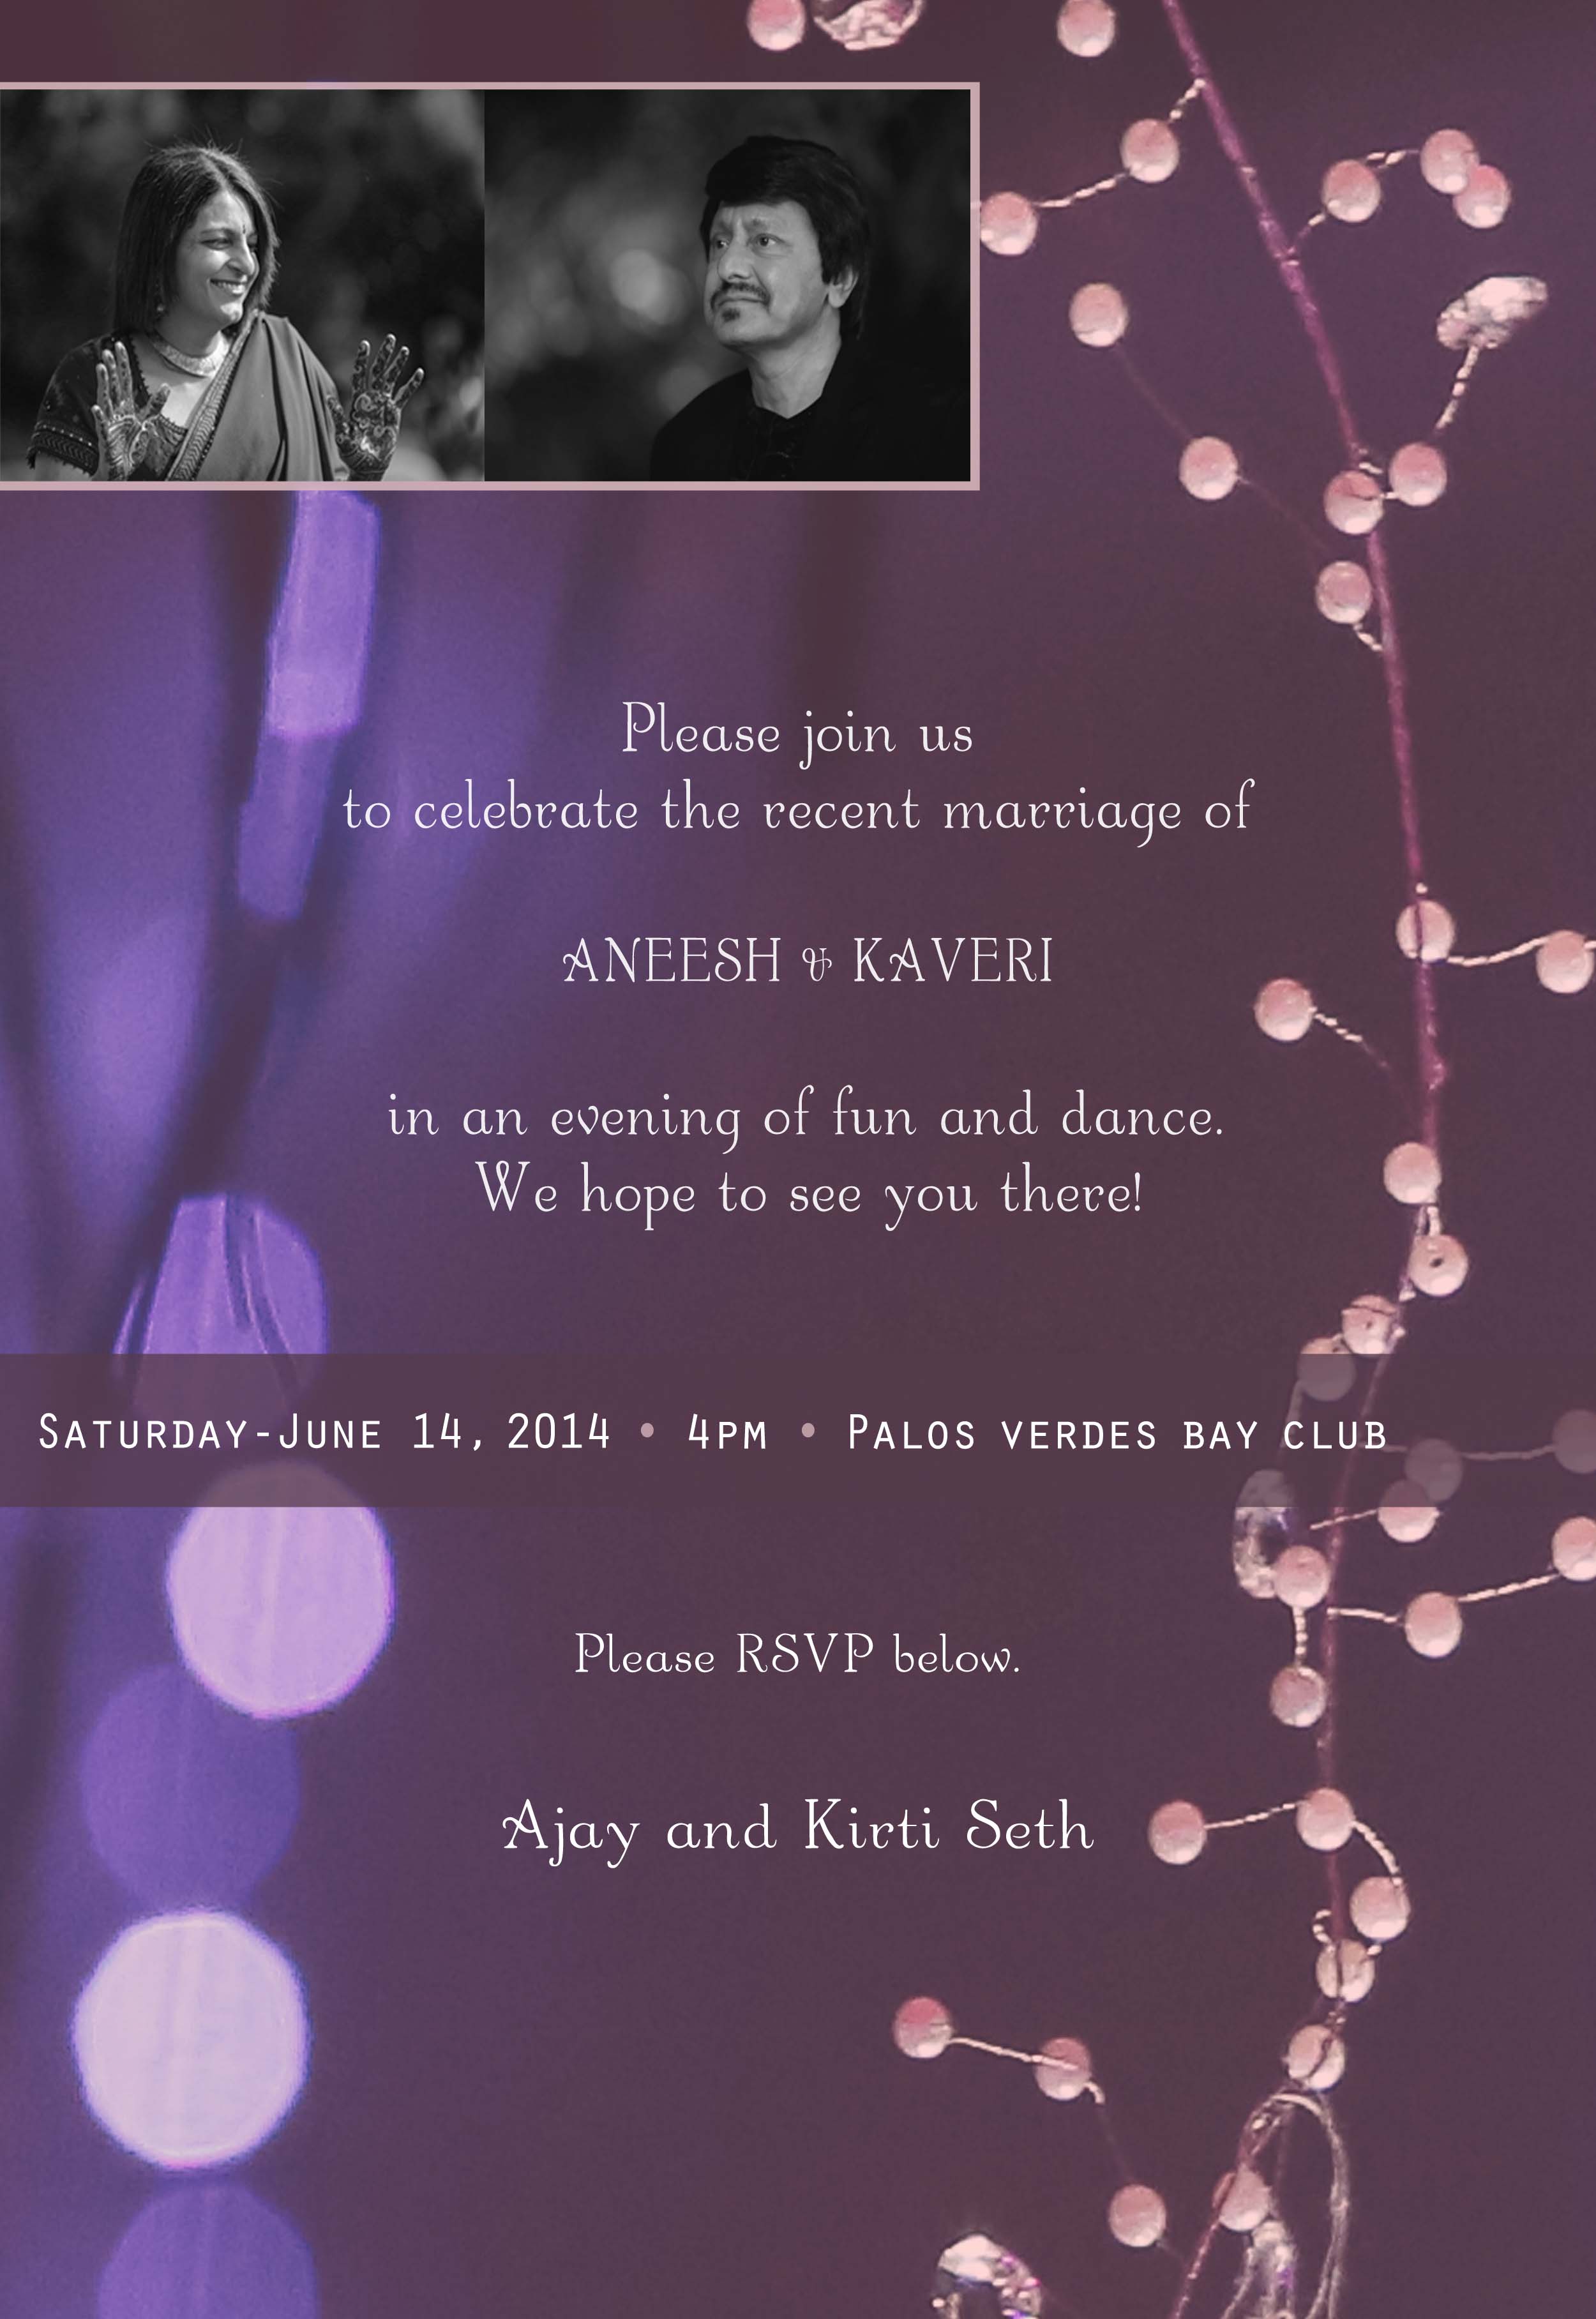 Please join us
to celebrate the recent marriage of
ANEESH & KAVERI
in an evening of fun and dance.
We hope to see you there!
Saturday-June 14, 2014 • 4pm • Palos verdes bay club
Please RSVP below.
Ajay and Kirti Seth